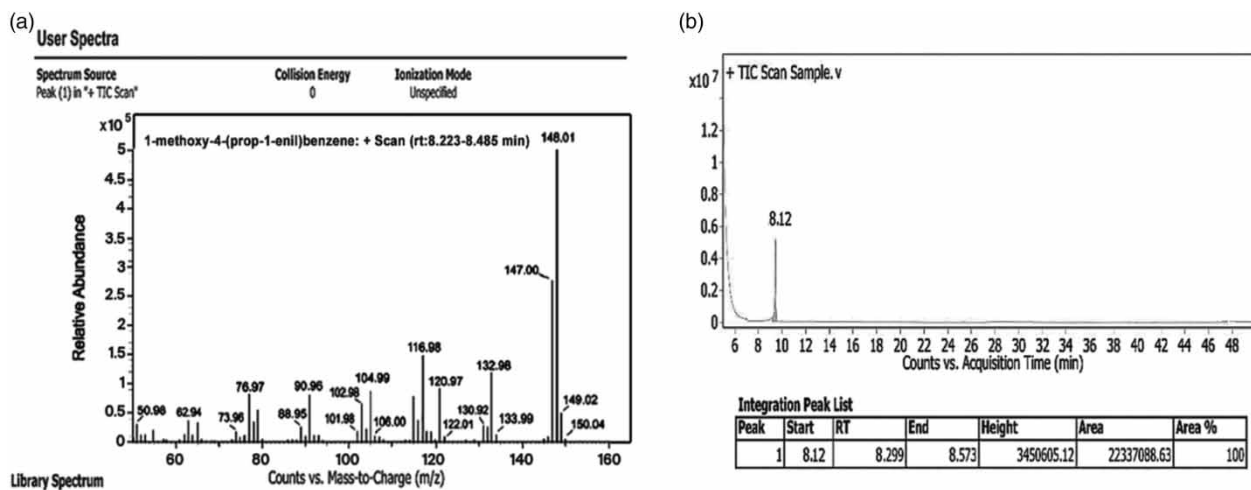 (a)
User Spectra
Spectrum Source Collision Energy Ionization Mode
Peak (1) in "+ TIC Scan" 0 Unspecified
x10 5
1-methoxy-4-(prop-1-enil)benzene: + Scan (rt:8.223-8.485 min)
148.01
5
4.5
4
3.5
3
147.00
2.5
2
1.5
116.98
132.98
1
76.97
90.96
104.99
102.98
120.97
0.5
50.98
62.94
73.96
88.95
101.98
106.00
122.01
130.92
133.99
149.02
150.04
0
60 80 100 120 140 160
Relative Abundance
Counts vs. Mass-to-Charge (m/z)
Library Spectrum
(b)
x10 7
+ TIC Scan Sample.v
1.2
1
0.8
0.6
8.12
0.4
0.2
0
6 8 10 12 14 16 18 20 22 24 26 28 30 32 34 36 38 40 42 44 46 48
Counts vs. Acquisition Time (min)
Integration Peak List
Peak Start RT End Height Area Area %
1 8.12 8.299 8.573 3450605.12 22337088.63 100